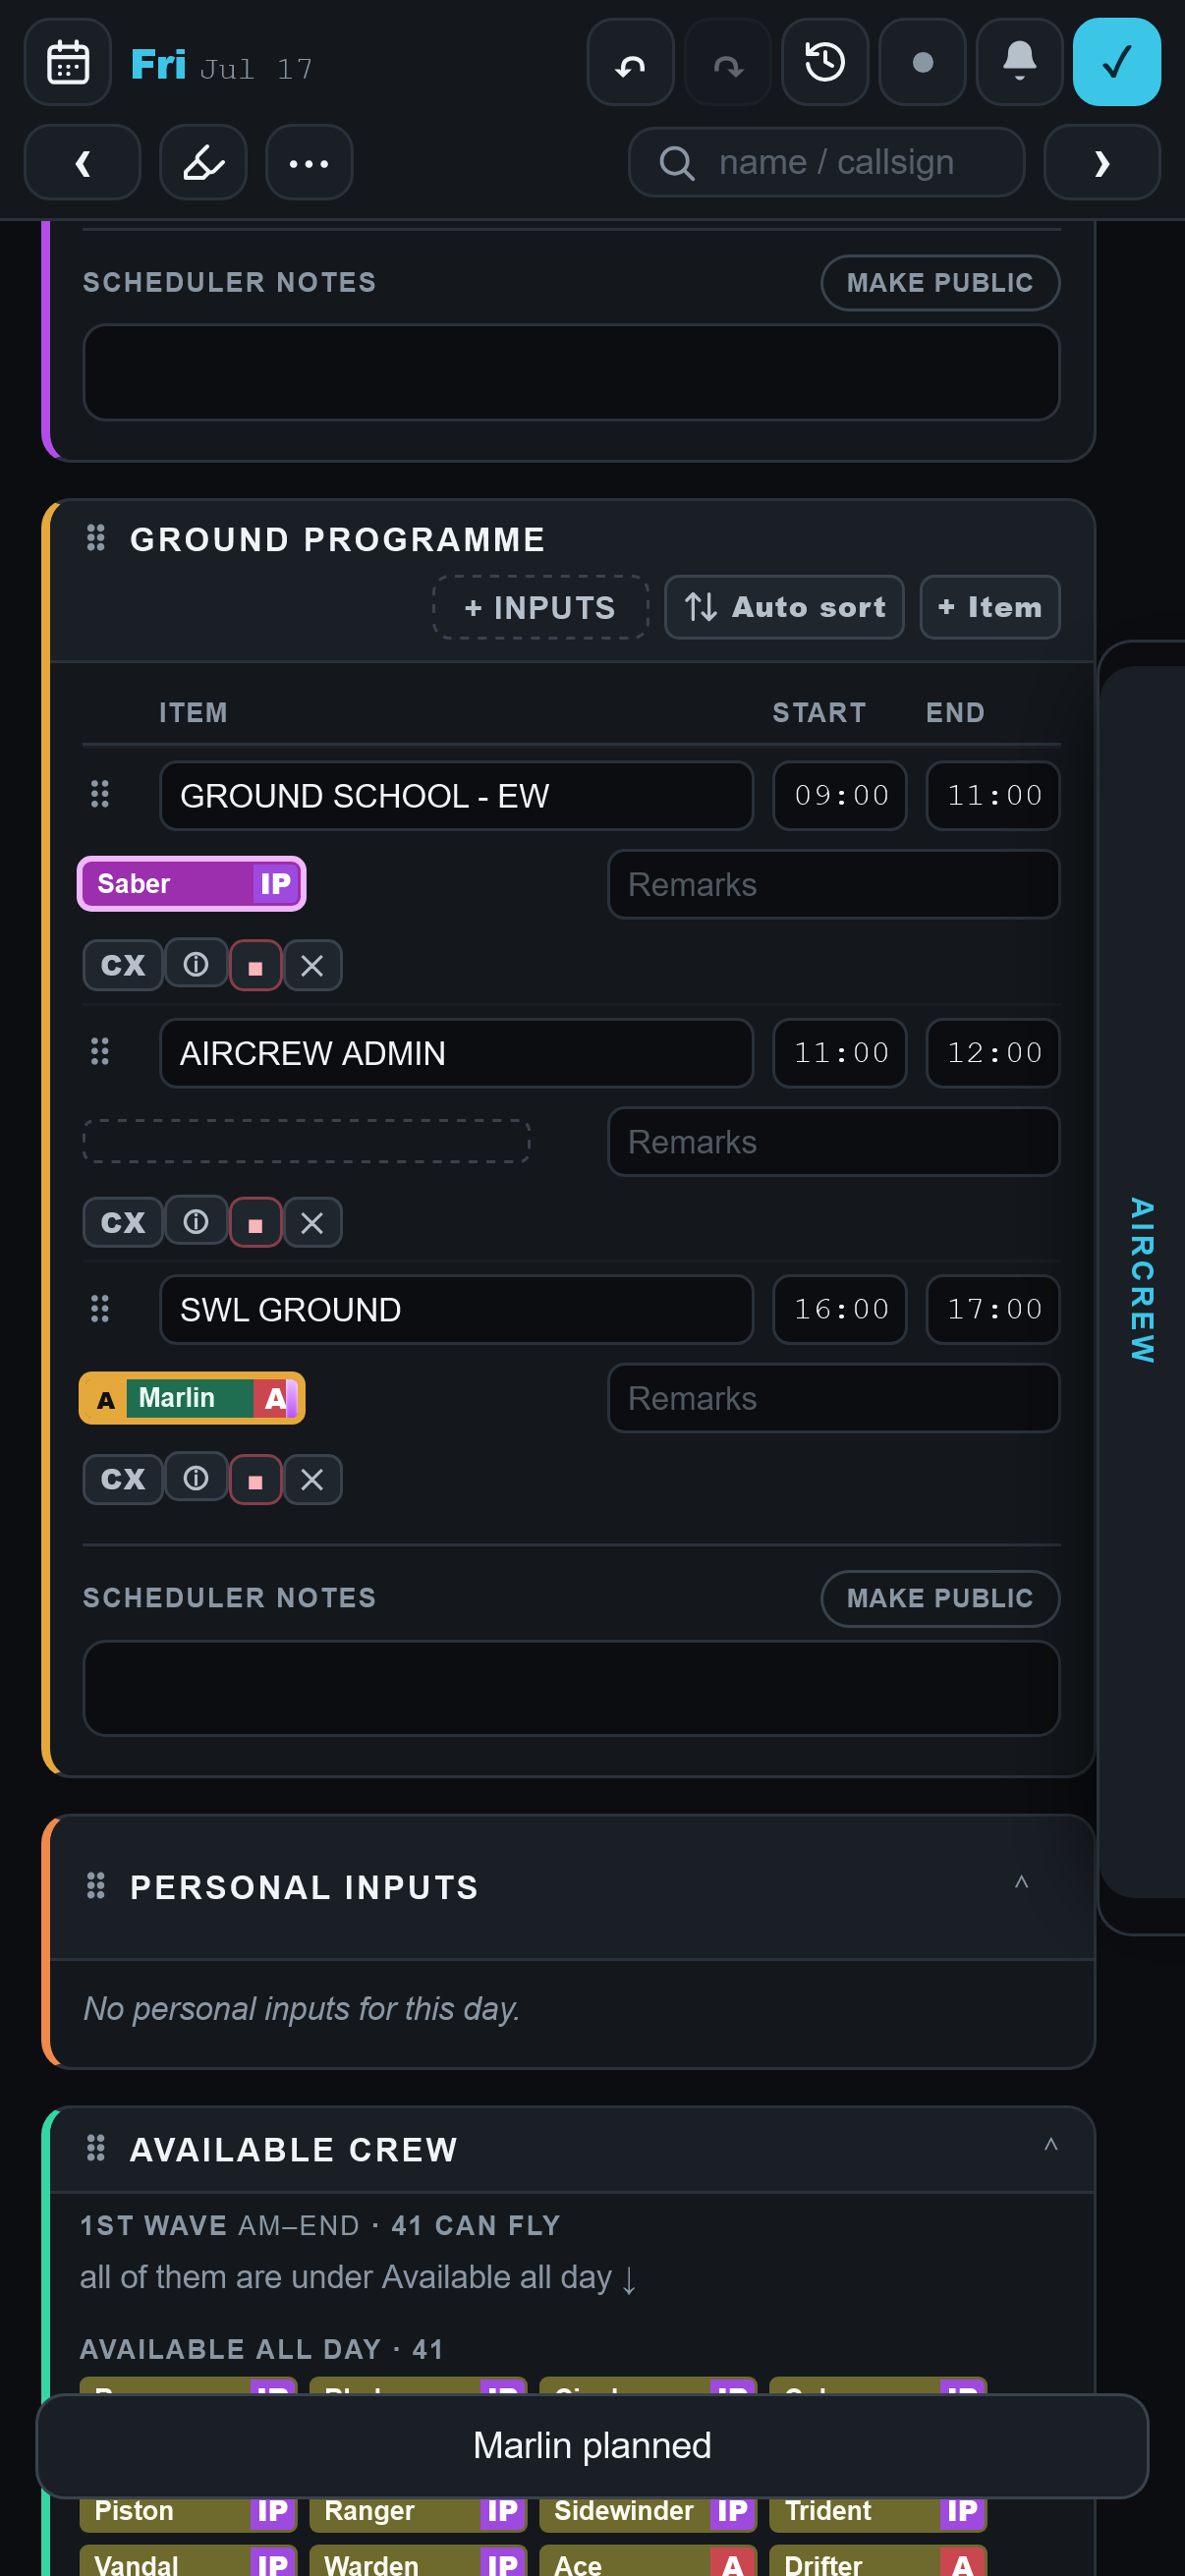 Fri Jul 17
name / callsign
SCHEDULER NOTES
MAKE PUBLIC
GROUND PROGRAMME
+ INPUTS
Auto sort
+ Item
ITEM START END
GROUND SCHOOL - EW 09:00 11:00
Saber IP
Remarks
CX
AIRCREW ADMIN 11:00 12:00
Remarks
CX
SWL GROUND 16:00 17:00
A Marlin A
Remarks
CX
AIRCREW
SCHEDULER NOTES
MAKE PUBLIC
PERSONAL INPUTS
No personal inputs for this day.
AVAILABLE CREW
1ST WAVE AM–END · 41 CAN FLY
all of them are under Available all day ↓
AVAILABLE ALL DAY · 41
Marlin planned
Piston IP Ranger IP Sidewinder IP Trident IP
Vandal IP Warden IP Ace A Drifter A